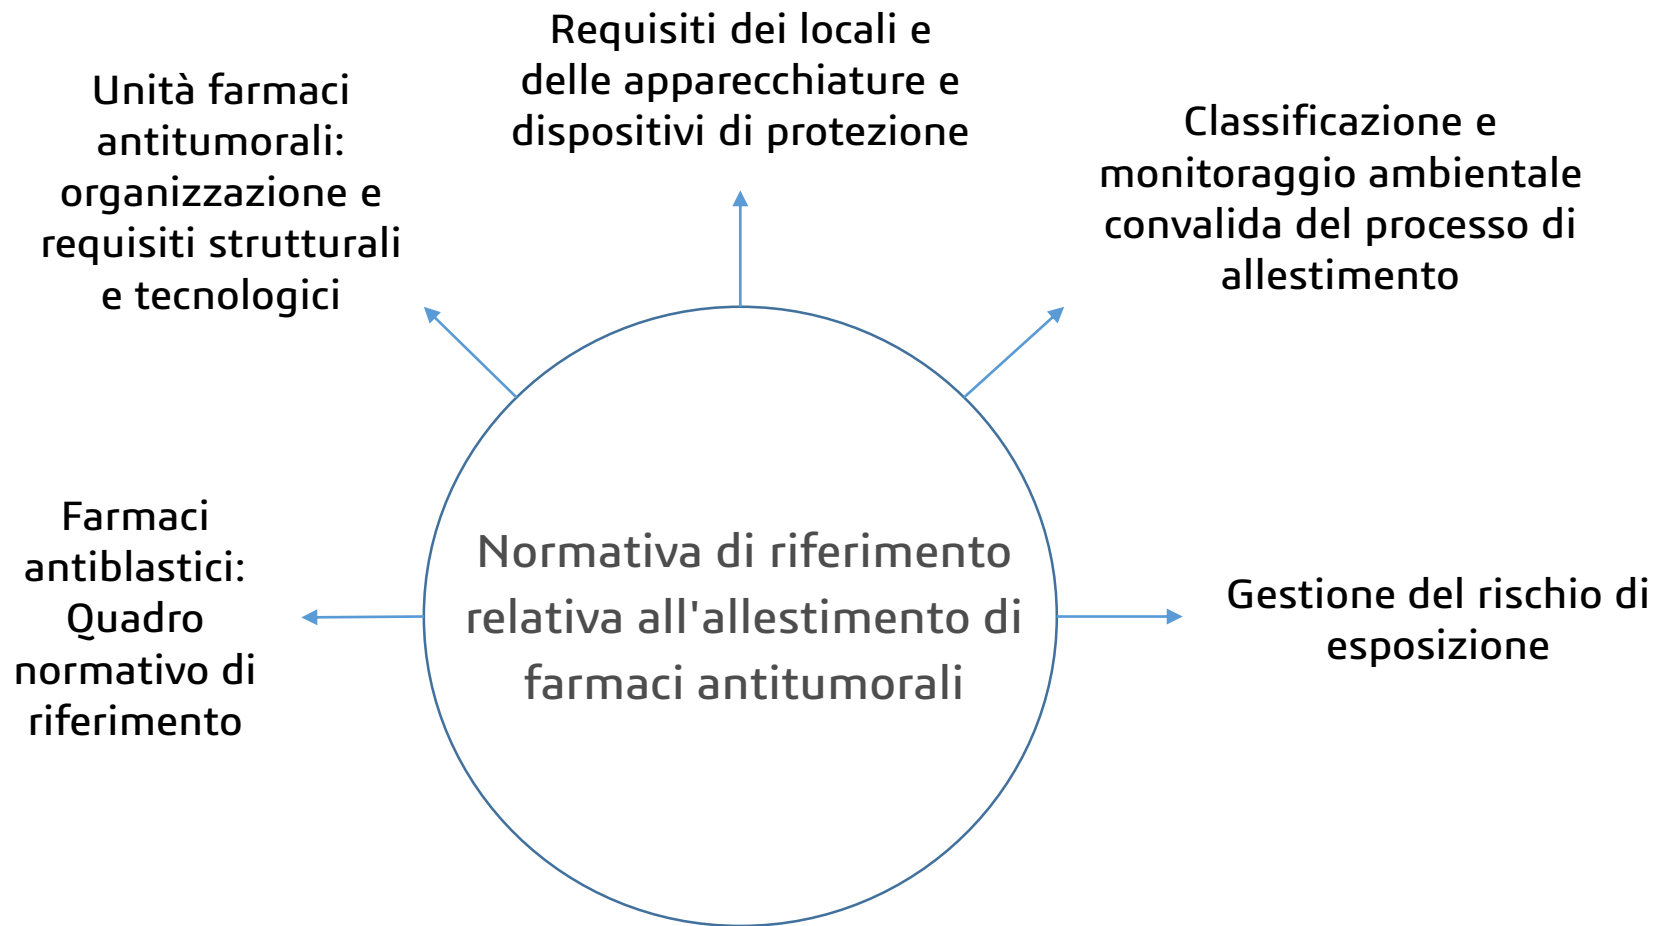 Requisiti dei locali e
delle apparecchiature e
dispositivi di protezione
Unità farmaci
antitumorali:
organizzazione e
requisiti strutturali
e tecnologici
Classificazione e
monitoraggio ambientale
convalida del processo di
allestimento
Farmaci
antiblastici:
Quadro
normativo di
riferimento
Normativa di riferimento
relativa all'allestimento di
farmaci antitumorali
Gestione del rischio di
esposizione